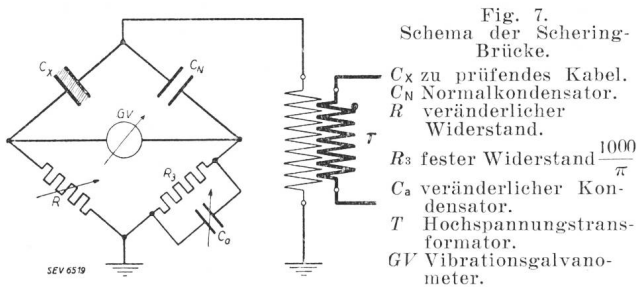 Fig. 7.
Schema der Schering-
Brücke.
Cx zu prüfendes Kabel.
CN Normalkondensator.
R veränderlicher
Widerstand.
R3 fester Widerstand 1000/π
Ca veränderlicher Kon-
densator.
T Hochspannungstrans-
formator.
GV Vibrationsgalvano-
meter.
Cx
CN
GV
R
R3
Ca
T
SEV 6519